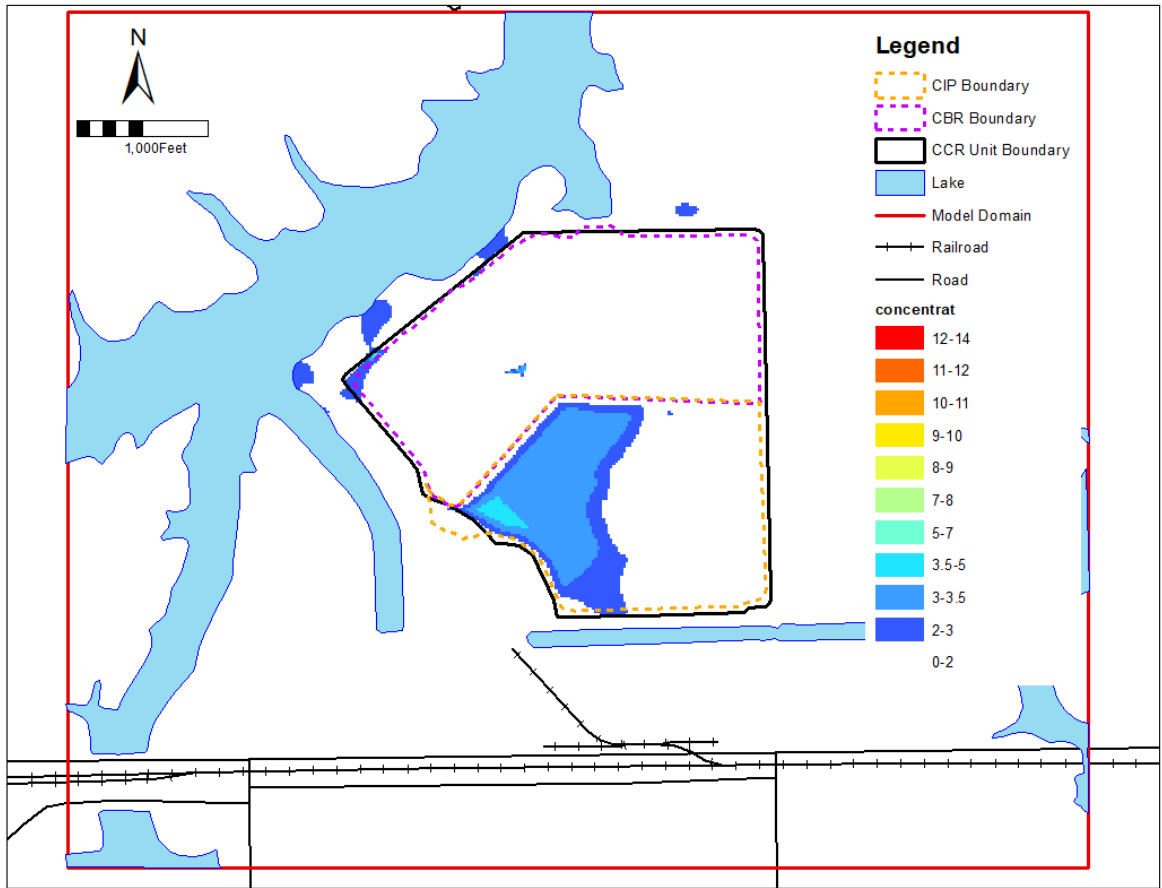 N
1,000Feet
Legend
CIP Boundary
CBR Boundary
CCR Unit Boundary
Lake
Model Domain
Railroad
Road
concentrat
12-14
11-12
10-11
9-10
8-9
7-8
5-7
3.5-5
3-3.5
2-3
0-2